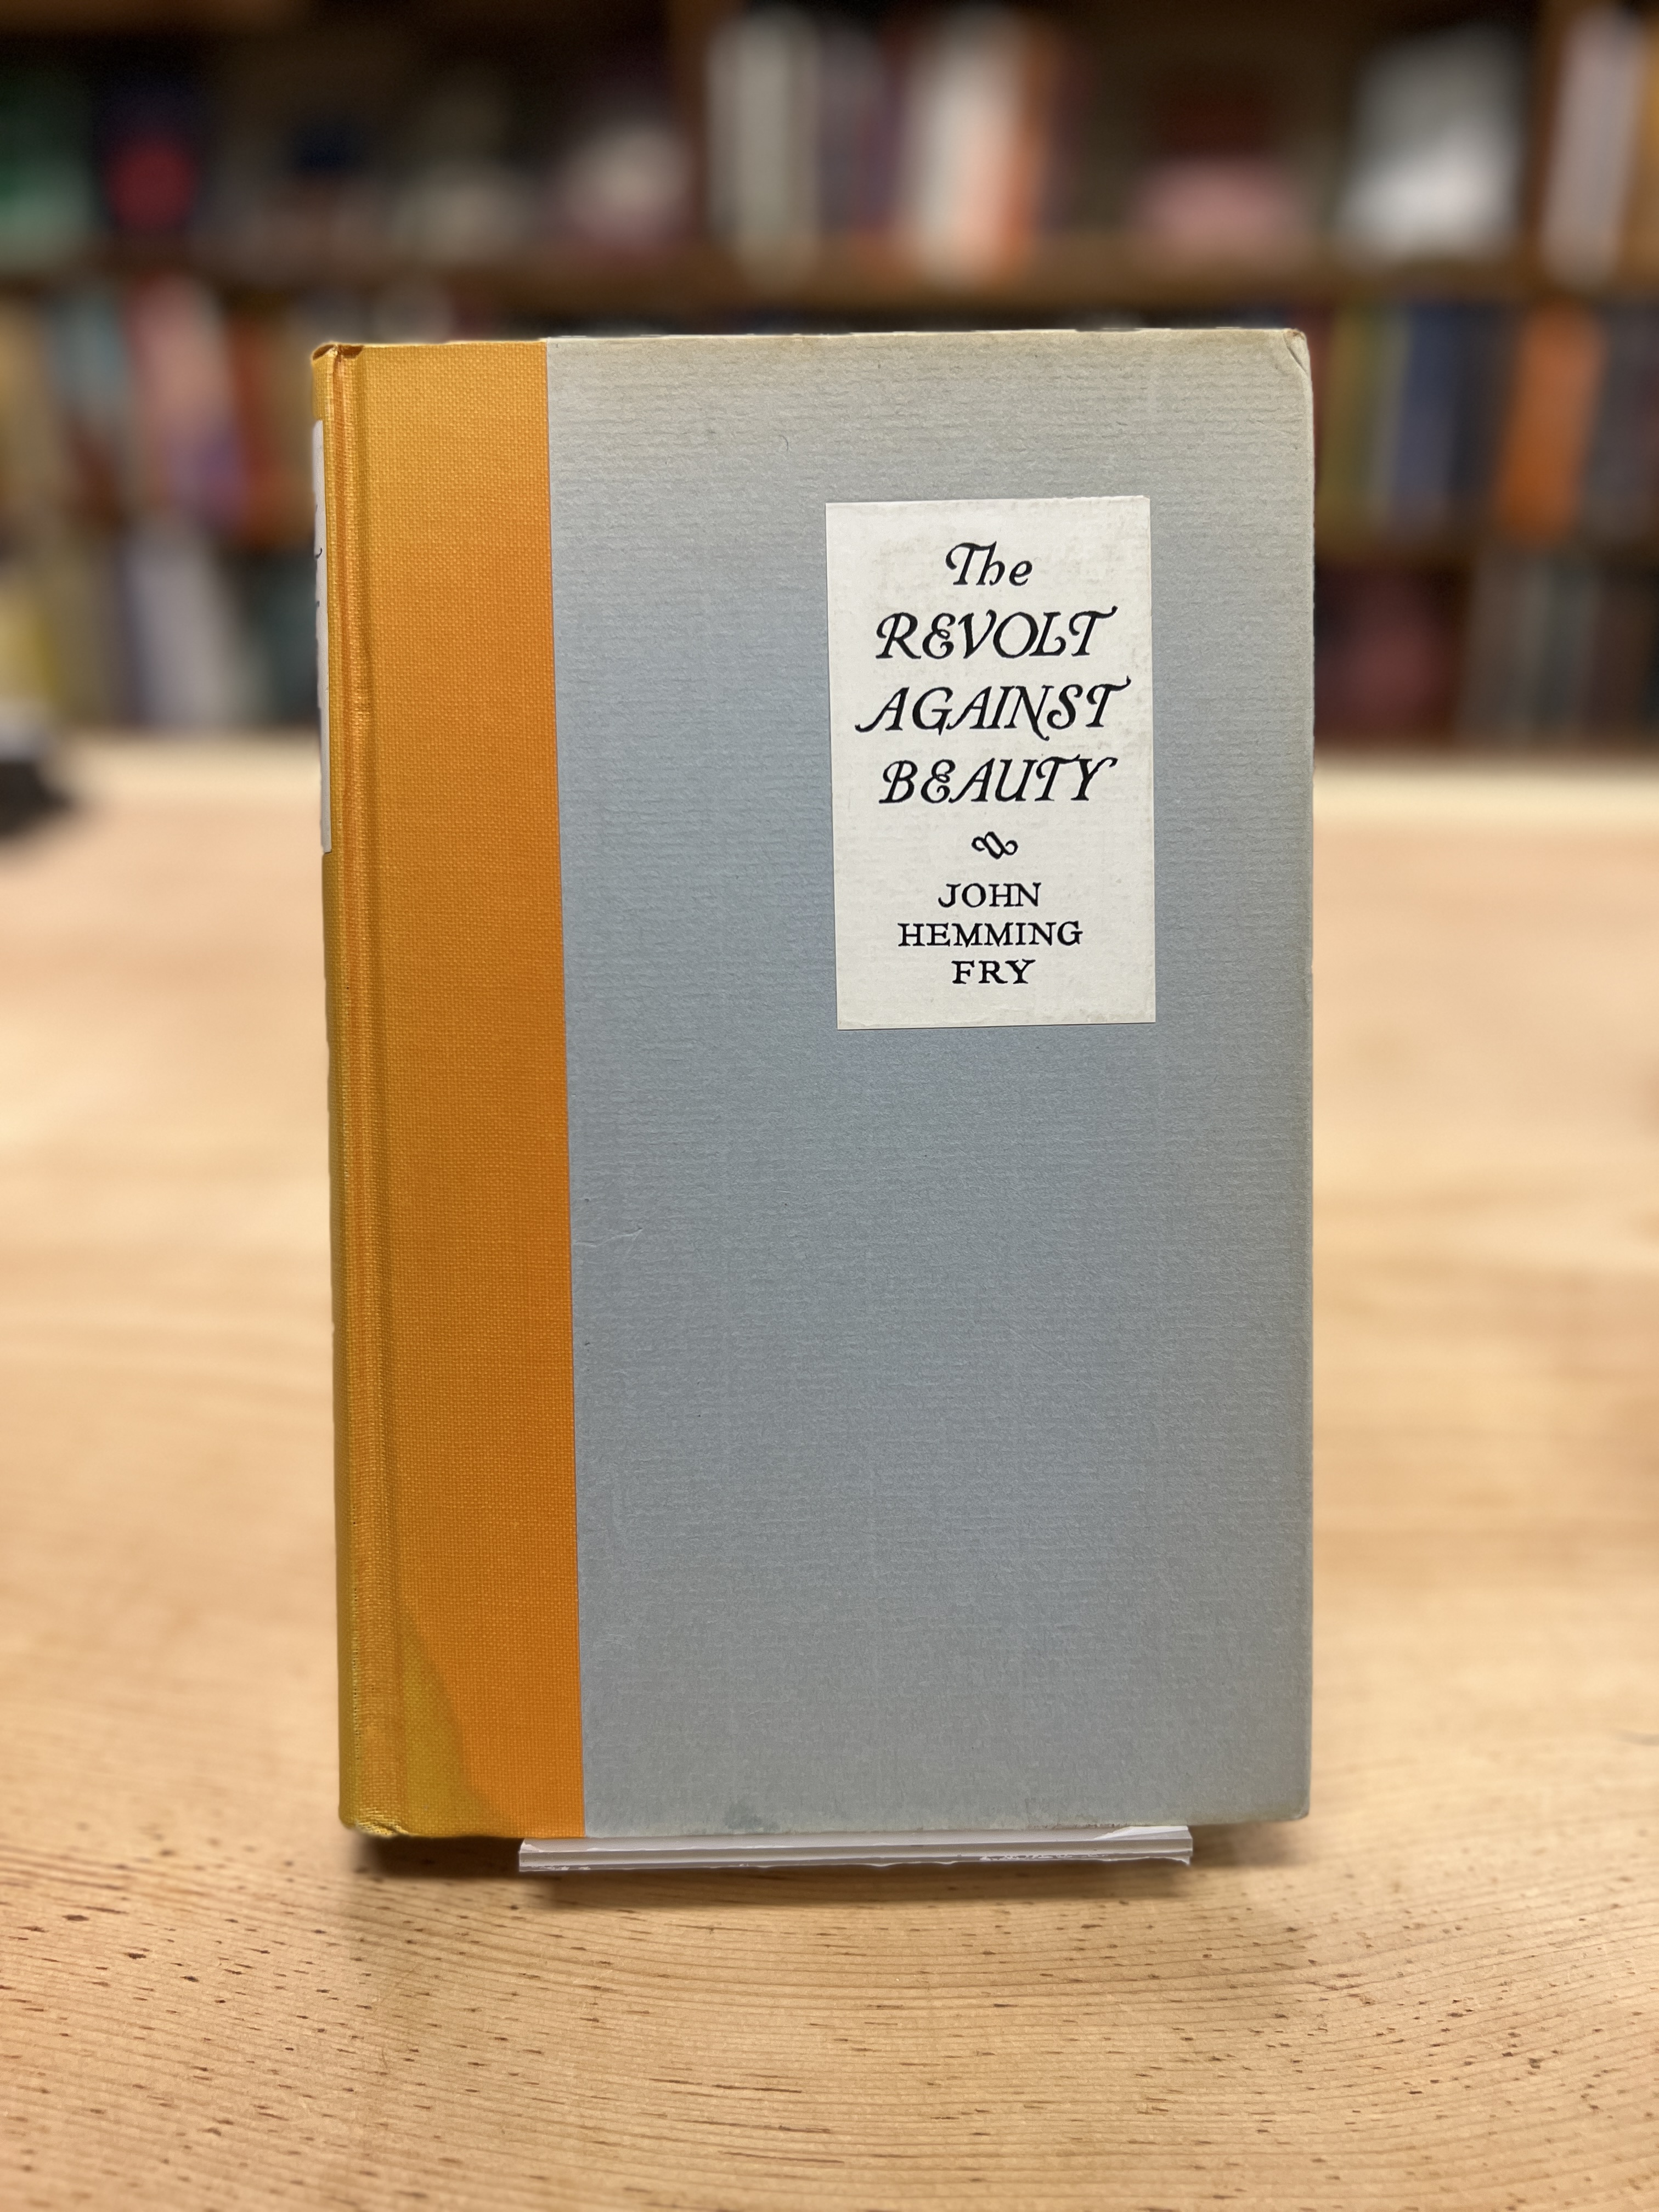 The
REVOLT
AGAINST
BEAUTY
JOHN
HEMMING
FRY